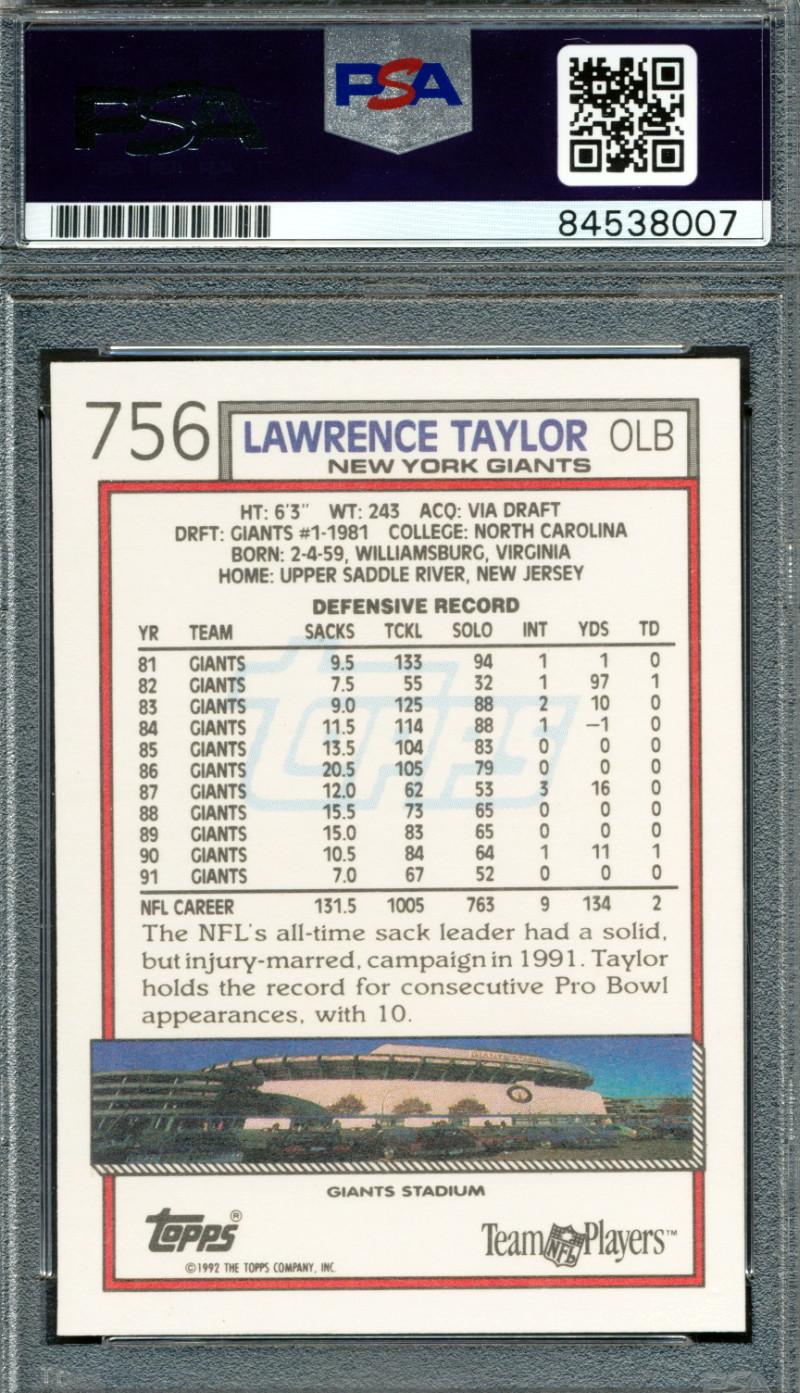 PSA
PSA
84538007
756
LAWRENCE TAYLOR OLB
NEW YORK GIANTS
HT: 6'3" WT: 243 ACQ: VIA DRAFT
DRFT: GIANTS #1-1981 COLLEGE: NORTH CAROLINA
BORN: 2-4-59, WILLIAMSBURG, VIRGINIA
HOME: UPPER SADDLE RIVER, NEW JERSEY
DEFENSIVE RECORD
YR TEAM SACKS TCKL SOLO INT YDS TD
81 GIANTS 9.5 133 94 1 1 0
82 GIANTS 7.5 55 32 1 97 1
83 GIANTS 9.0 125 88 2 10 0
84 GIANTS 11.5 114 88 1 –1 0
85 GIANTS 13.5 104 83 0 0 0
86 GIANTS 20.5 105 79 0 0 0
87 GIANTS 12.0 62 53 3 16 0
88 GIANTS 15.5 73 65 0 0 0
89 GIANTS 15.0 83 65 0 0 0
90 GIANTS 10.5 84 64 1 11 1
91 GIANTS 7.0 67 52 0 0 0
NFL CAREER 131.5 1005 763 9 134 2
topps
The NFL's all-time sack leader had a solid,
but injury-marred, campaign in 1991. Taylor
holds the record for consecutive Pro Bowl
appearances, with 10.
GIANTS STADIUM
GIANTS STADIUM
topps®
©1992 THE TOPPS COMPANY, INC.
Team NFL Players™